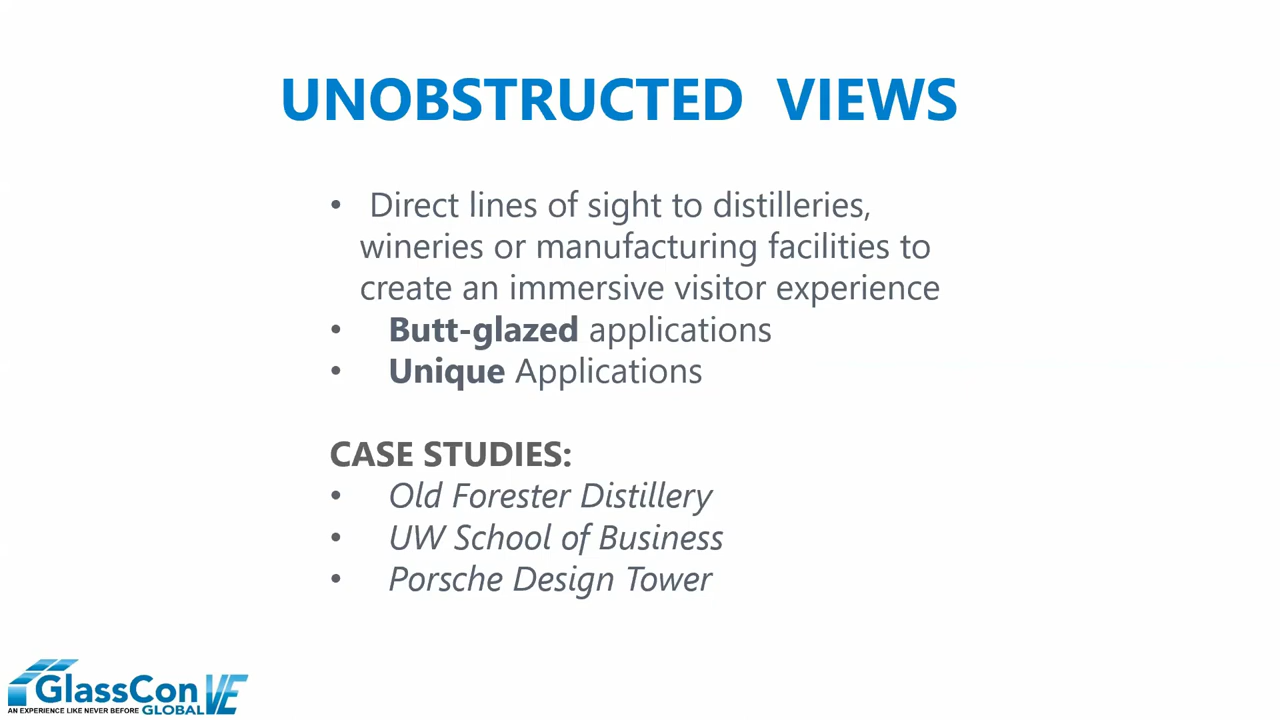 UNOBSTRUCTED VIEWS
• Direct lines of sight to distilleries,
wineries or manufacturing facilities to
create an immersive visitor experience
• Butt-glazed applications
• Unique Applications
CASE STUDIES:
• Old Forester Distillery
• UW School of Business
• Porsche Design Tower
GlassCon VE
AN EXPERIENCE LIKE NEVER BEFORE GLOBAL